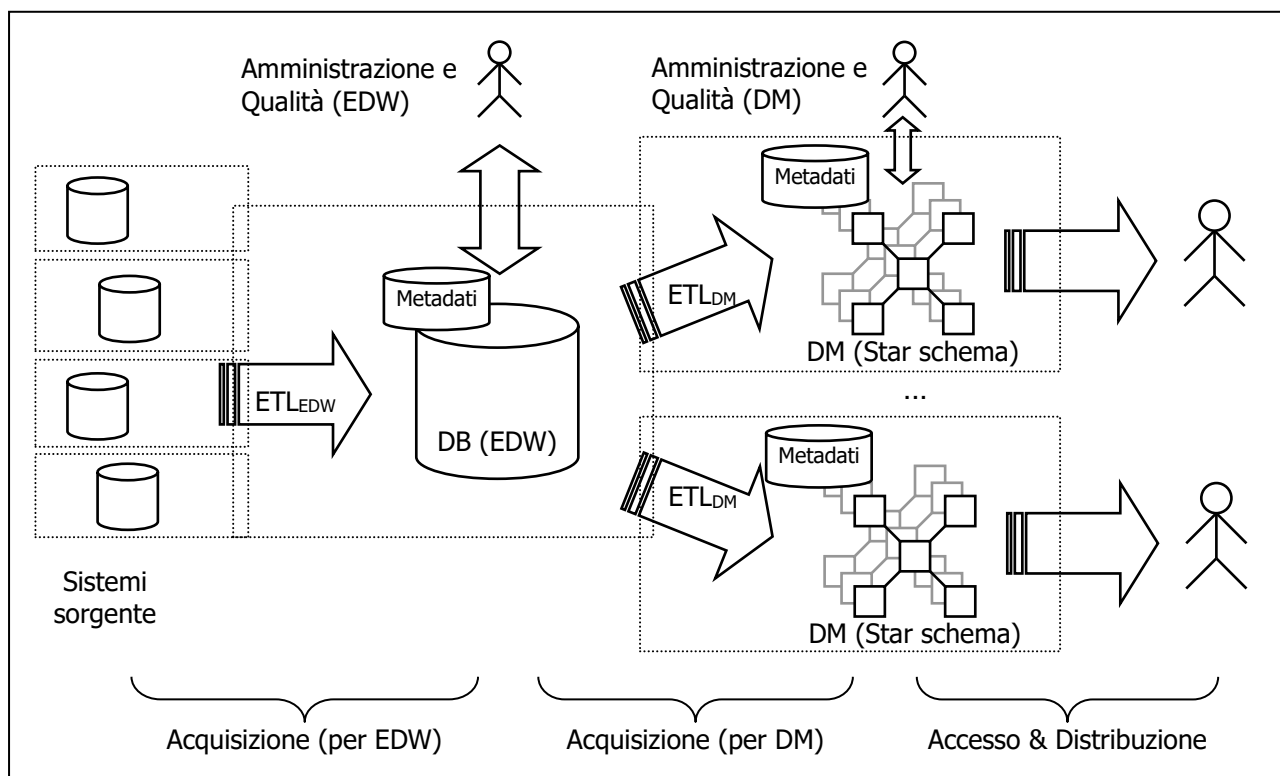 Amministrazione e
Qualità (EDW)
Amministrazione e
Qualità (DM)
Metadati
ETLDM
DM (Star schema)
Metadati
ETLEDW
DB (EDW)
...
Metadati
ETLDM
DM (Star schema)
Sistemi
sorgente
Acquisizione (per EDW)
Acquisizione (per DM)
Accesso & Distribuzione